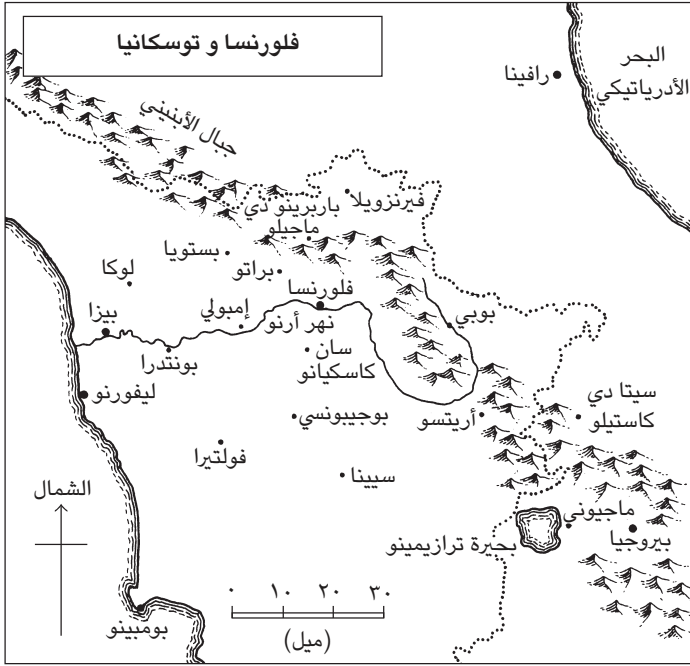 فلورنسا و توسكانيا
البحر
الأدرياتيكي
رافينا
جبال الأبنيني
فيرنزويلا
باربرينو دي
ماجيلو
بستويا
براتو
لوكا
فلورنسا
إمبولي
نهر أرنو
بيزا
بوبي
بونتدرا
سان
كاسكيانو
ليفورنو
سيتا دي
كاستيلو
أريتسو
بوجيبونسي
فولتيرا
سيينا
الشمال
ماجيوني
بيروجيا
بحيرة ترازيمينو
٠ ١٠ ٢٠ ٣٠
(ميل)
بومبينو